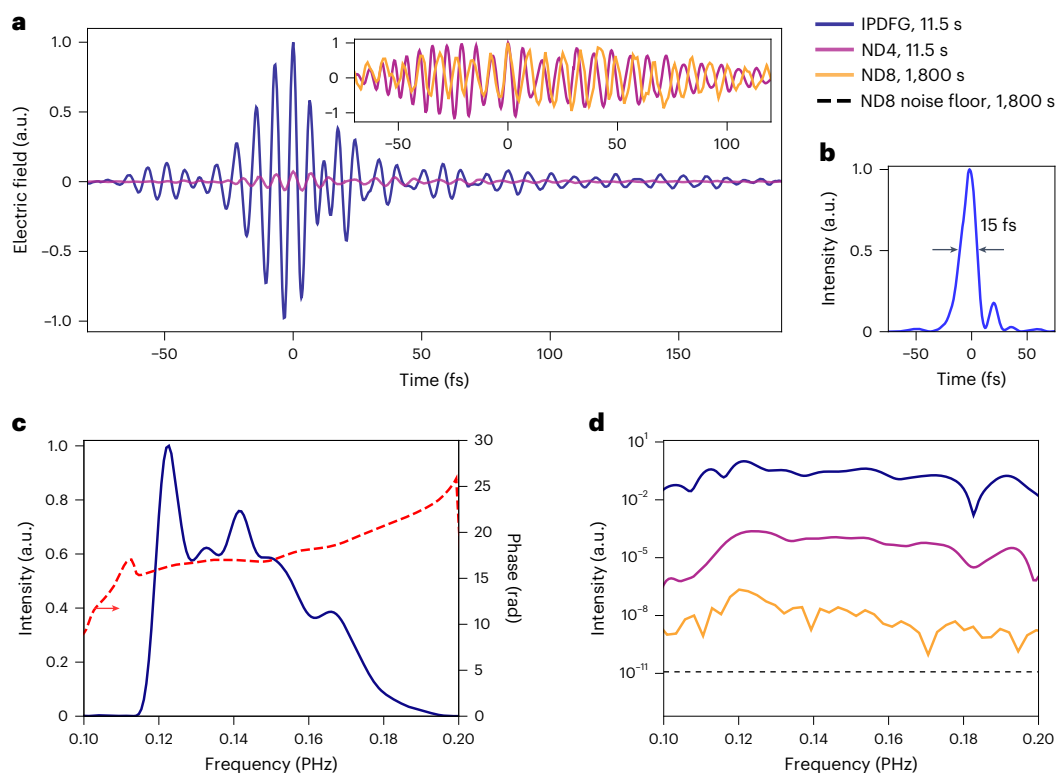 a
1.0
0.5
0
–0.5
–1.0
Electric field (a.u.)
–50
0
50
100
150
Time (fs)
1
0
–1
–50
0
50
100
IPDFG, 11.5 s
ND4, 11.5 s
ND8, 1,800 s
ND8 noise floor, 1,800 s
b
1.0
0.5
0
Intensity (a.u.)
15 fs
–50
0
50
Time (fs)
c
1.0
0.8
0.6
0.4
0.2
0
Intensity (a.u.)
30
25
20
15
10
5
0
Phase (rad)
0.10
0.12
0.14
0.16
0.18
0.20
Frequency (PHz)
d
10¹
10⁻²
10⁻⁵
10⁻⁸
10⁻¹¹
Intensity (a.u.)
0.10
0.12
0.14
0.16
0.18
0.20
Frequency (PHz)